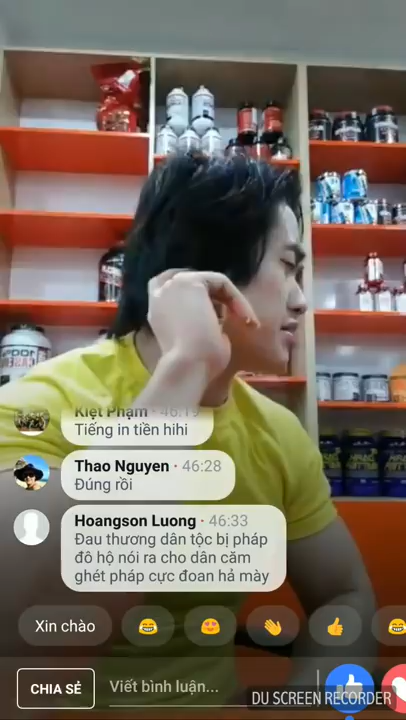 100%
CASEIN
Kiệt Phạm · 46:19
Tiếng in tiền hihi
Thao Nguyen · 46:28
Đúng rồi
Hoangson Luong · 46:33
Đau thương dân tộc bị pháp
đô hộ nói ra cho dân căm
ghét pháp cực đoan hả mày
Xin chào
CHIA SẺ
Viết bình luận...
DU SCREEN RECORDER